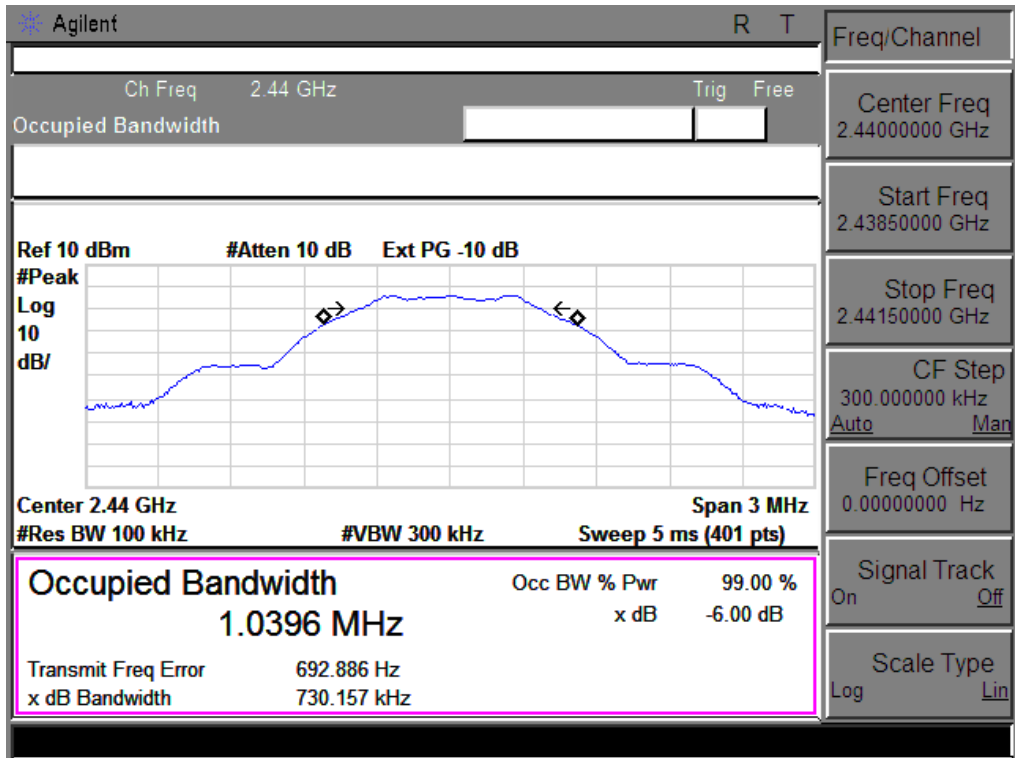 Agilent R T
Ch Freq 2.44 GHz Trig Free
Occupied Bandwidth
Ref 10 dBm #Atten 10 dB Ext PG -10 dB
#Peak
Log
10
dB/
Center 2.44 GHz Span 3 MHz
#Res BW 100 kHz #VBW 300 kHz Sweep 5 ms (401 pts)
Occupied Bandwidth
1.0396 MHz
Occ BW % Pwr 99.00 %
x dB -6.00 dB
Transmit Freq Error 692.886 Hz
x dB Bandwidth 730.157 kHz
Freq/Channel
Center Freq
2.44000000 GHz
Start Freq
2.43850000 GHz
Stop Freq
2.44150000 GHz
CF Step
300.000000 kHz
Auto Man
Freq Offset
0.00000000 Hz
Signal Track
On Off
Scale Type
Log Lin